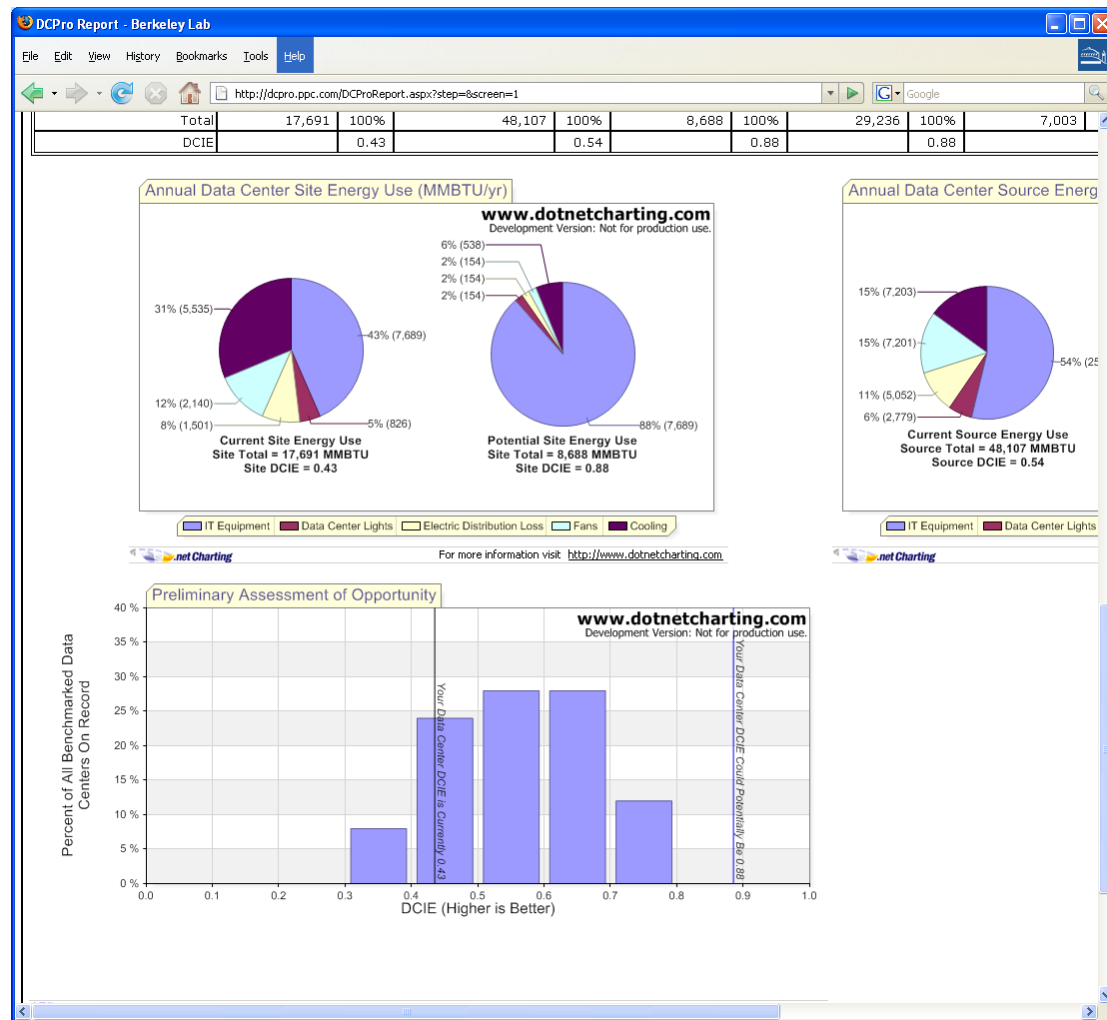 DCPro Report - Berkeley Lab
File Edit View History Bookmarks Tools Help
http://dcpro.ppc.com/DCProReport.aspx?step=&screen=1
Google
Total 17,691 100% 48,107 100% 8,688 100% 29,236 100% 7,003
DCIE 0.43 0.54 0.88 0.88
Annual Data Center Site Energy Use (MMBTU/yr)
www.dotnetcharting.com
Development Version: Not for production use.
31% (5,535)
43% (7,689)
12% (2,140)
8% (1,501)
5% (826)
Current Site Energy Use
Site Total = 17,691 MMBTU
Site DCIE = 0.43
6% (538)
2% (154)
2% (154)
2% (154)
88% (7,689)
Potential Site Energy Use
Site Total = 8,688 MMBTU
Site DCIE = 0.88
IT Equipment Data Center Lights Electric Distribution Loss Fans Cooling
.net Charting
For more information visit http://www.dotnetcharting.com
Annual Data Center Source Energ
15% (7,203)
15% (7,201)
11% (5,052)
6% (2,779)
54% (25
Current Source Energy Use
Source Total = 48,107 MMBTU
Source DCIE = 0.54
IT Equipment Data Center Lights
.net Charting
Preliminary Assessment of Opportunity
www.dotnetcharting.com
Development Version: Not for production use.
Percent of All Benchmarked Data
Centers On Record
40 %
35 %
30 %
25 %
20 %
15 %
10 %
5 %
0 %
Your Data Center DCIE is Currently 0.43
Your Data Center DCIE Could Potentially Be 0.88
0.0 0.1 0.2 0.3 0.4 0.5 0.6 0.7 0.8 0.9 1.0
DCIE (Higher is Better)